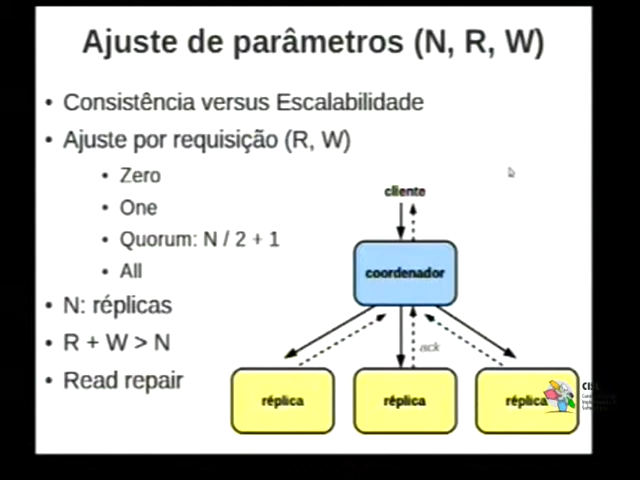 Ajuste de parâmetros (N, R, W)
• Consistência versus Escalabilidade
• Ajuste por requisição (R, W)
• Zero
• One
• Quorum: N / 2 + 1
• All
• N: réplicas
• R + W > N
• Read repair
cliente
coordenador
ack
réplica
réplica
réplica